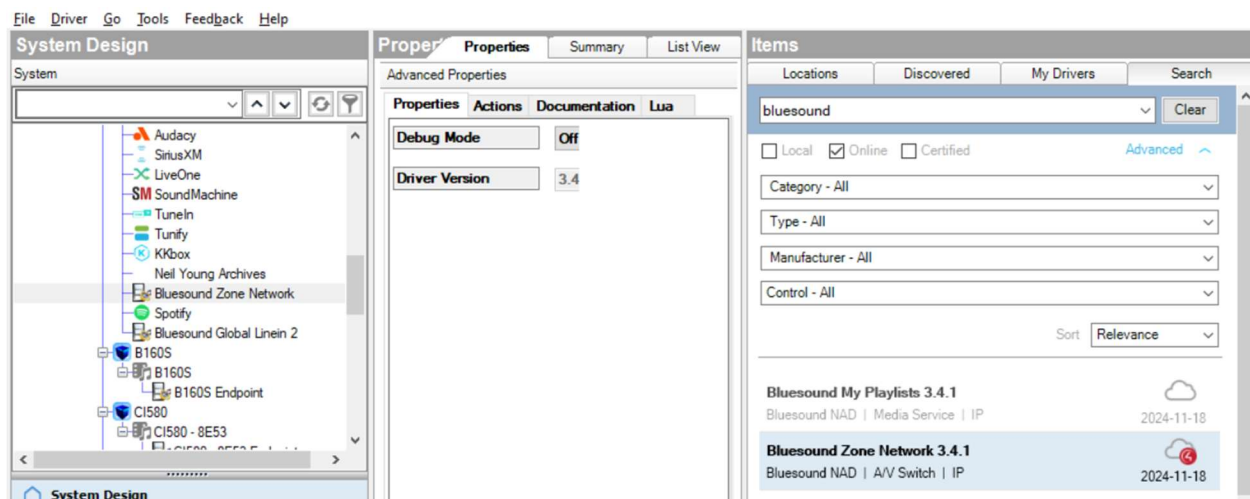 File Driver Go Tools Feedback Help
System Design
System
Audacy
SiriusXM
LiveOne
SM SoundMachine
TuneIn
Tunify
KKbox
Neil Young Archives
Bluesound Zone Network
Spotify
Bluesound Global Linein 2
B160S
B160S
B160S Endpoint
CI580
CI580 - 8E53
System Design
Properties Summary List View
Advanced Properties
Properties Actions Documentation Lua
Debug Mode Off
Driver Version 3.4
Items
Locations Discovered My Drivers Search
bluesound Clear
Local Online Certified Advanced
Category - All
Type - All
Manufacturer - All
Control - All
Sort Relevance
Bluesound My Playlists 3.4.1
Bluesound NAD | Media Service | IP 2024-11-18
Bluesound Zone Network 3.4.1
Bluesound NAD | A/V Switch | IP 2024-11-18